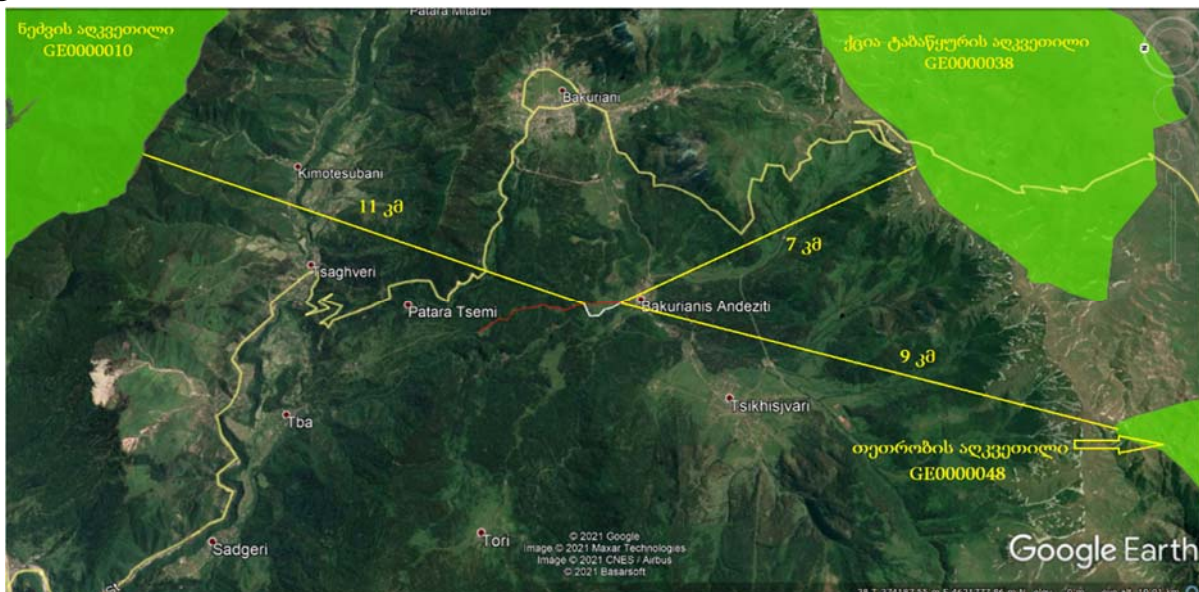 Patara Mitarbi
ნეძვის აღკვეთილი
GE0000010
ქცია-ტაბაწყურის აღკვეთილი
GE0000038
Bakuriani
Kimotesubani
11 კმ
7 კმ
Tsaghveri
Patara Tsemi
Bakurianis Andeziti
9 კმ
Tsikhisjvari
Tba
თეთრობის აღკვეთილი
GE0000048
Sadgeri
Tori
© 2021 Google
Image © 2021 Maxar Technologies
Image © 2021 CNES / Airbus
© 2021 Basarsoft
Google Earth